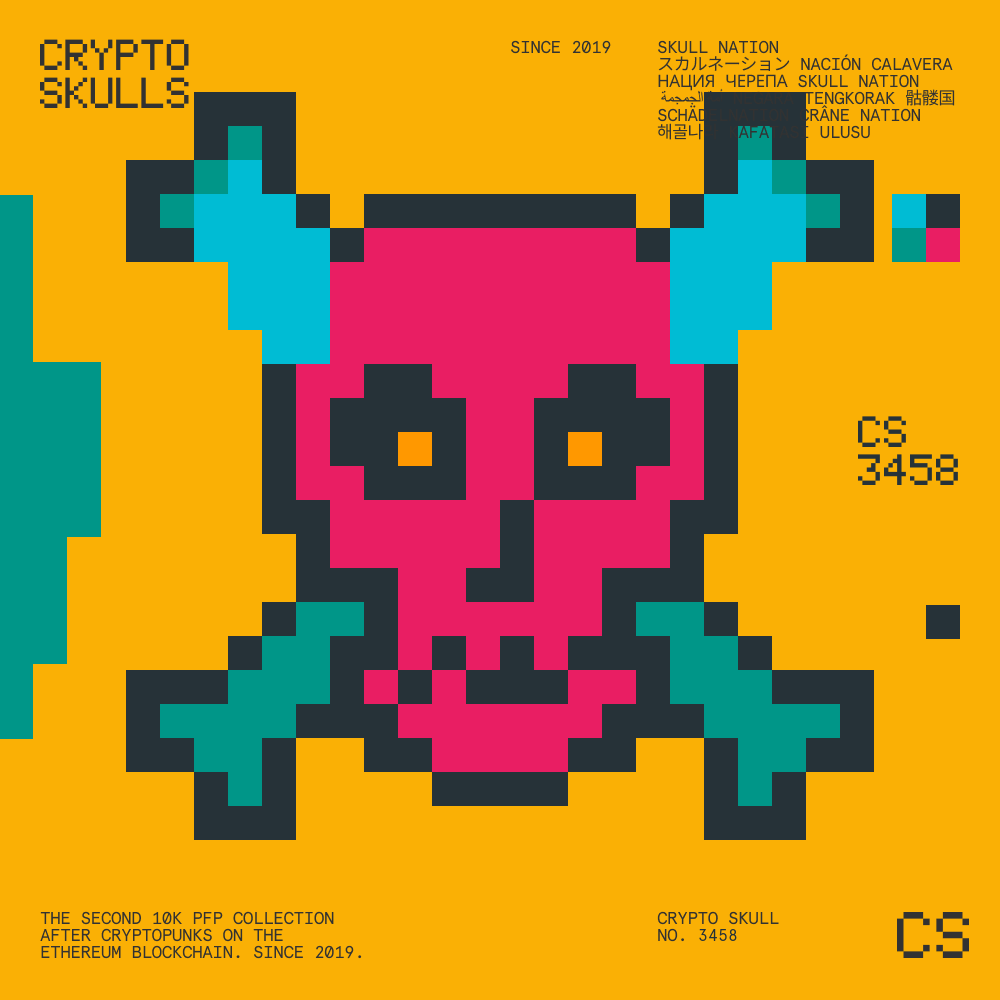 CRYPTO
SKULLS
SINCE 2019
SKULL NATION
スカルネーション NACIÓN CALAVERA
НАЦИЯ ЧЕРЕПА SKULL NATION
الجمجمة TENGKORAK 骷髅国
CRÂNE NATION
해골나 ULUSU
CS
3458
THE SECOND 10K PFP COLLECTION
AFTER CRYPTOPUNKS ON THE
ETHEREUM BLOCKCHAIN. SINCE 2019.
CRYPTO SKULL
NO. 3458
CS